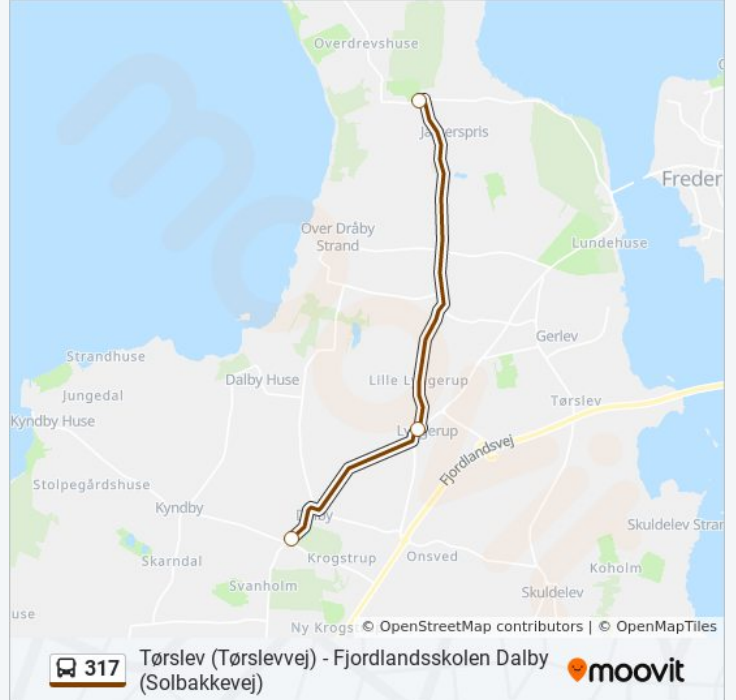 Overdrevshuse
Jægerspris
Freder
Over Dråby
Strand
Lundehuse
Gerlev
Strandhuse
Dalby Huse
Lille Lyngerup
Jungedal
Tørslev
Kyndby Huse
Lyngerup
Fjordlandsvej
Stolpegårdshuse
Kyndby
Dalby
Skuldelev Stran
Krogstrup
Onsved
Skarndal
Koholm
Svanholm
Skuldelev
use
Ny Krogs
© OpenStreetMap contributors | © OpenMapTiles
317
Tørslev (Tørslevvej) - Fjordlandsskolen Dalby
(Solbakkevej)
moovit